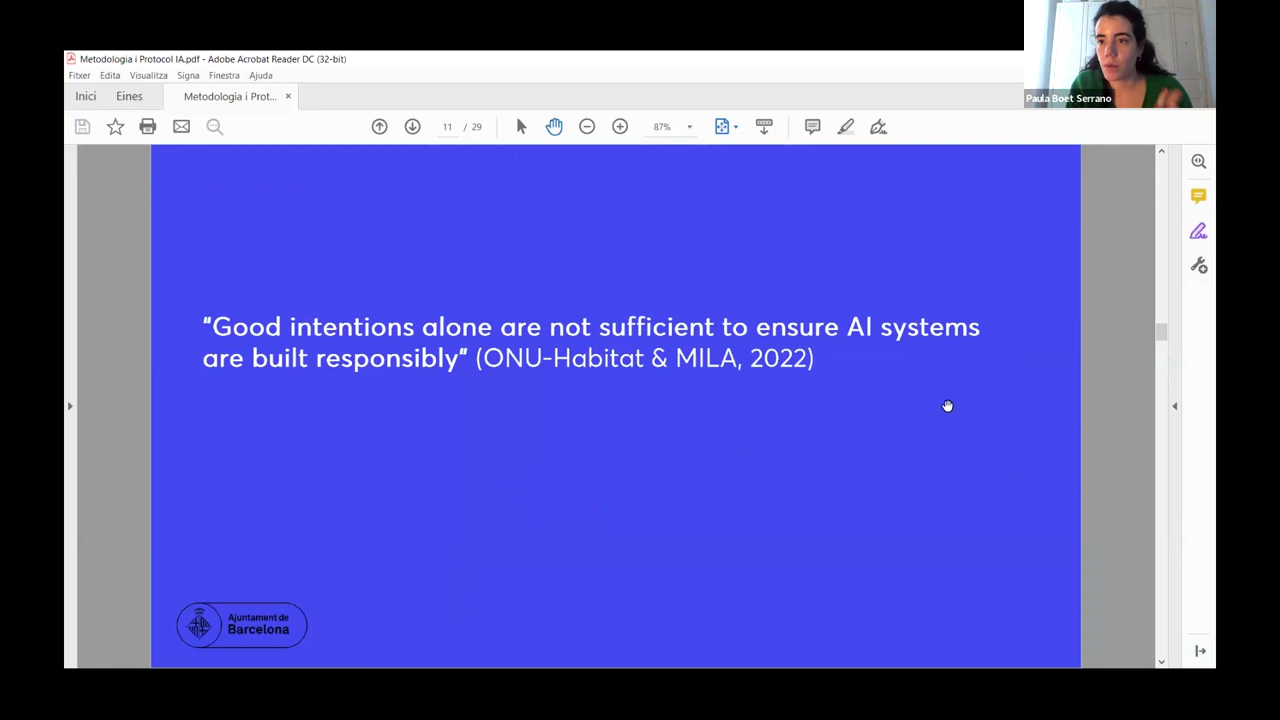 Metodologia i Protocol IA.pdf - Adobe Acrobat Reader DC (32-bit)
Fitxer Edita Visualitza Signa Finestra Ajuda
Inici Eines Metodologia i Prot... ×
11 / 29 87%
Paula Boet Serrano
"Good intentions alone are not sufficient to ensure AI systems
are built responsibly" (ONU-Habitat & MILA, 2022)
Ajuntament de
Barcelona